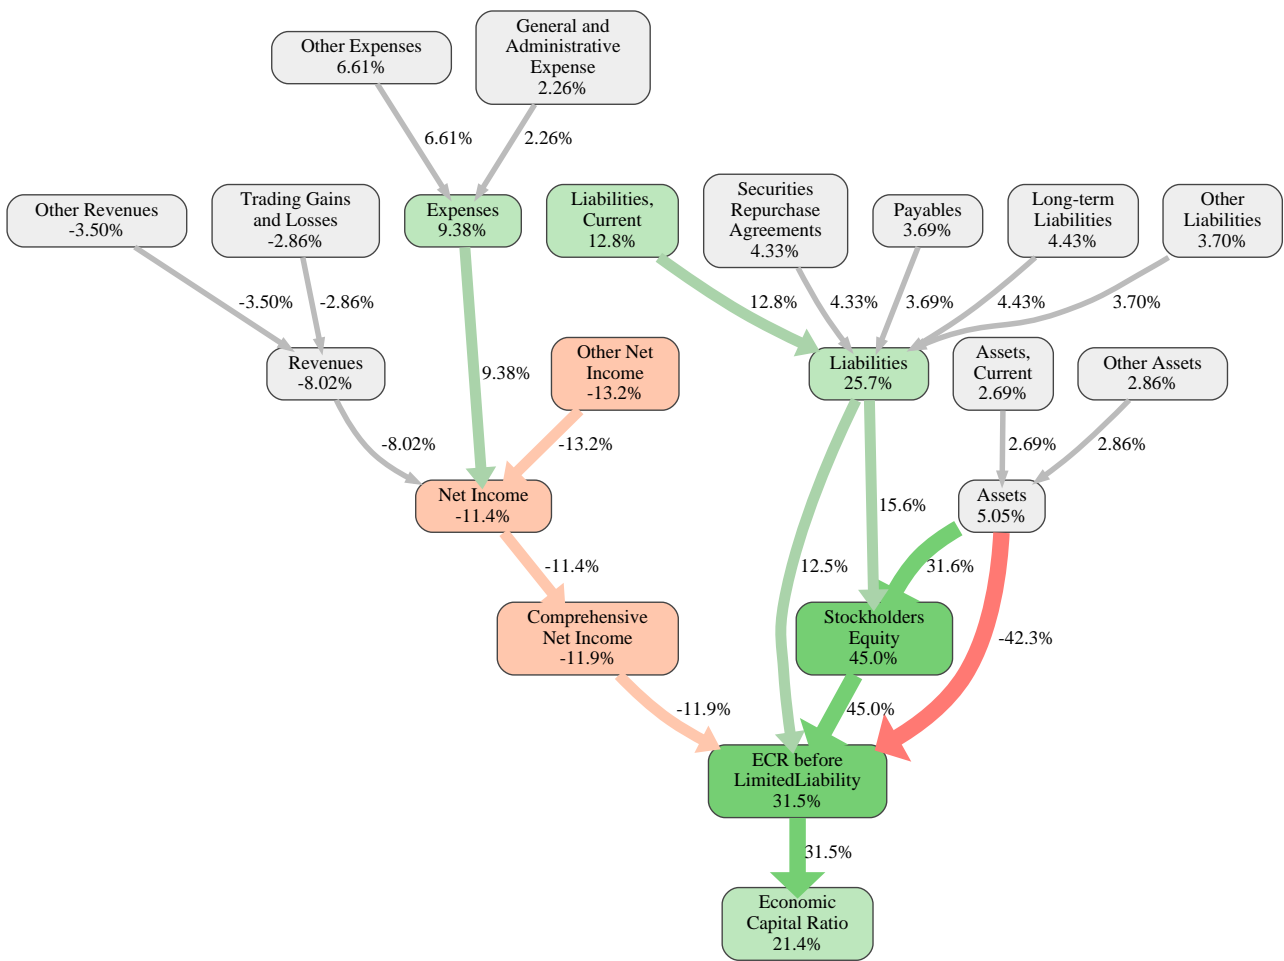 Other Expenses
6.61%
General and
Administrative
Expense
2.26%
6.61%
2.26%
Other Revenues
-3.50%
Trading Gains
and Losses
-2.86%
Expenses
9.38%
Liabilities,
Current
12.8%
Securities
Repurchase
Agreements
4.33%
Payables
3.69%
Long-term
Liabilities
4.43%
Other
Liabilities
3.70%
-3.50%
-2.86%
12.8%
4.33%
3.69%
4.43%
3.70%
Revenues
-8.02%
9.38%
Other Net
Income
-13.2%
Liabilities
25.7%
Assets,
Current
2.69%
Other Assets
2.86%
-8.02%
-13.2%
2.69%
2.86%
Net Income
-11.4%
15.6%
Assets
5.05%
-11.4%
12.5%
31.6%
Comprehensive
Net Income
-11.9%
Stockholders
Equity
45.0%
-42.3%
-11.9%
45.0%
ECR before
LimitedLiability
31.5%
31.5%
Economic
Capital Ratio
21.4%